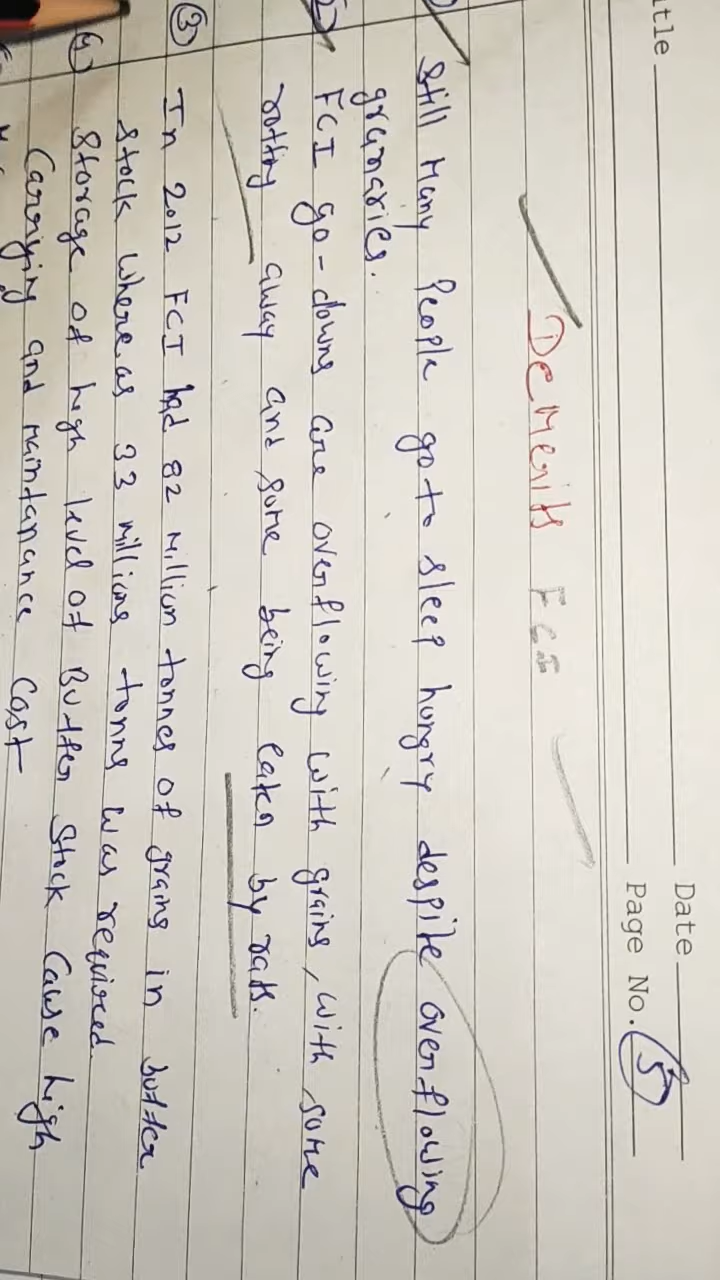 itle
Date
Page No. 5
DeMerits FCI
Still Many People go to sleep hungry despite overflowing
granaries.
FCI go-downs are overflowing with grains, with some
rotting away and some being eaten by rats.
③ In 2012 FCI had 82 Million tonnes of grains in buffer
stock where as 33 millions tonns was required.
4) Storage of high level of Buffer Stock Cause high
Carrying and maintanance Cost